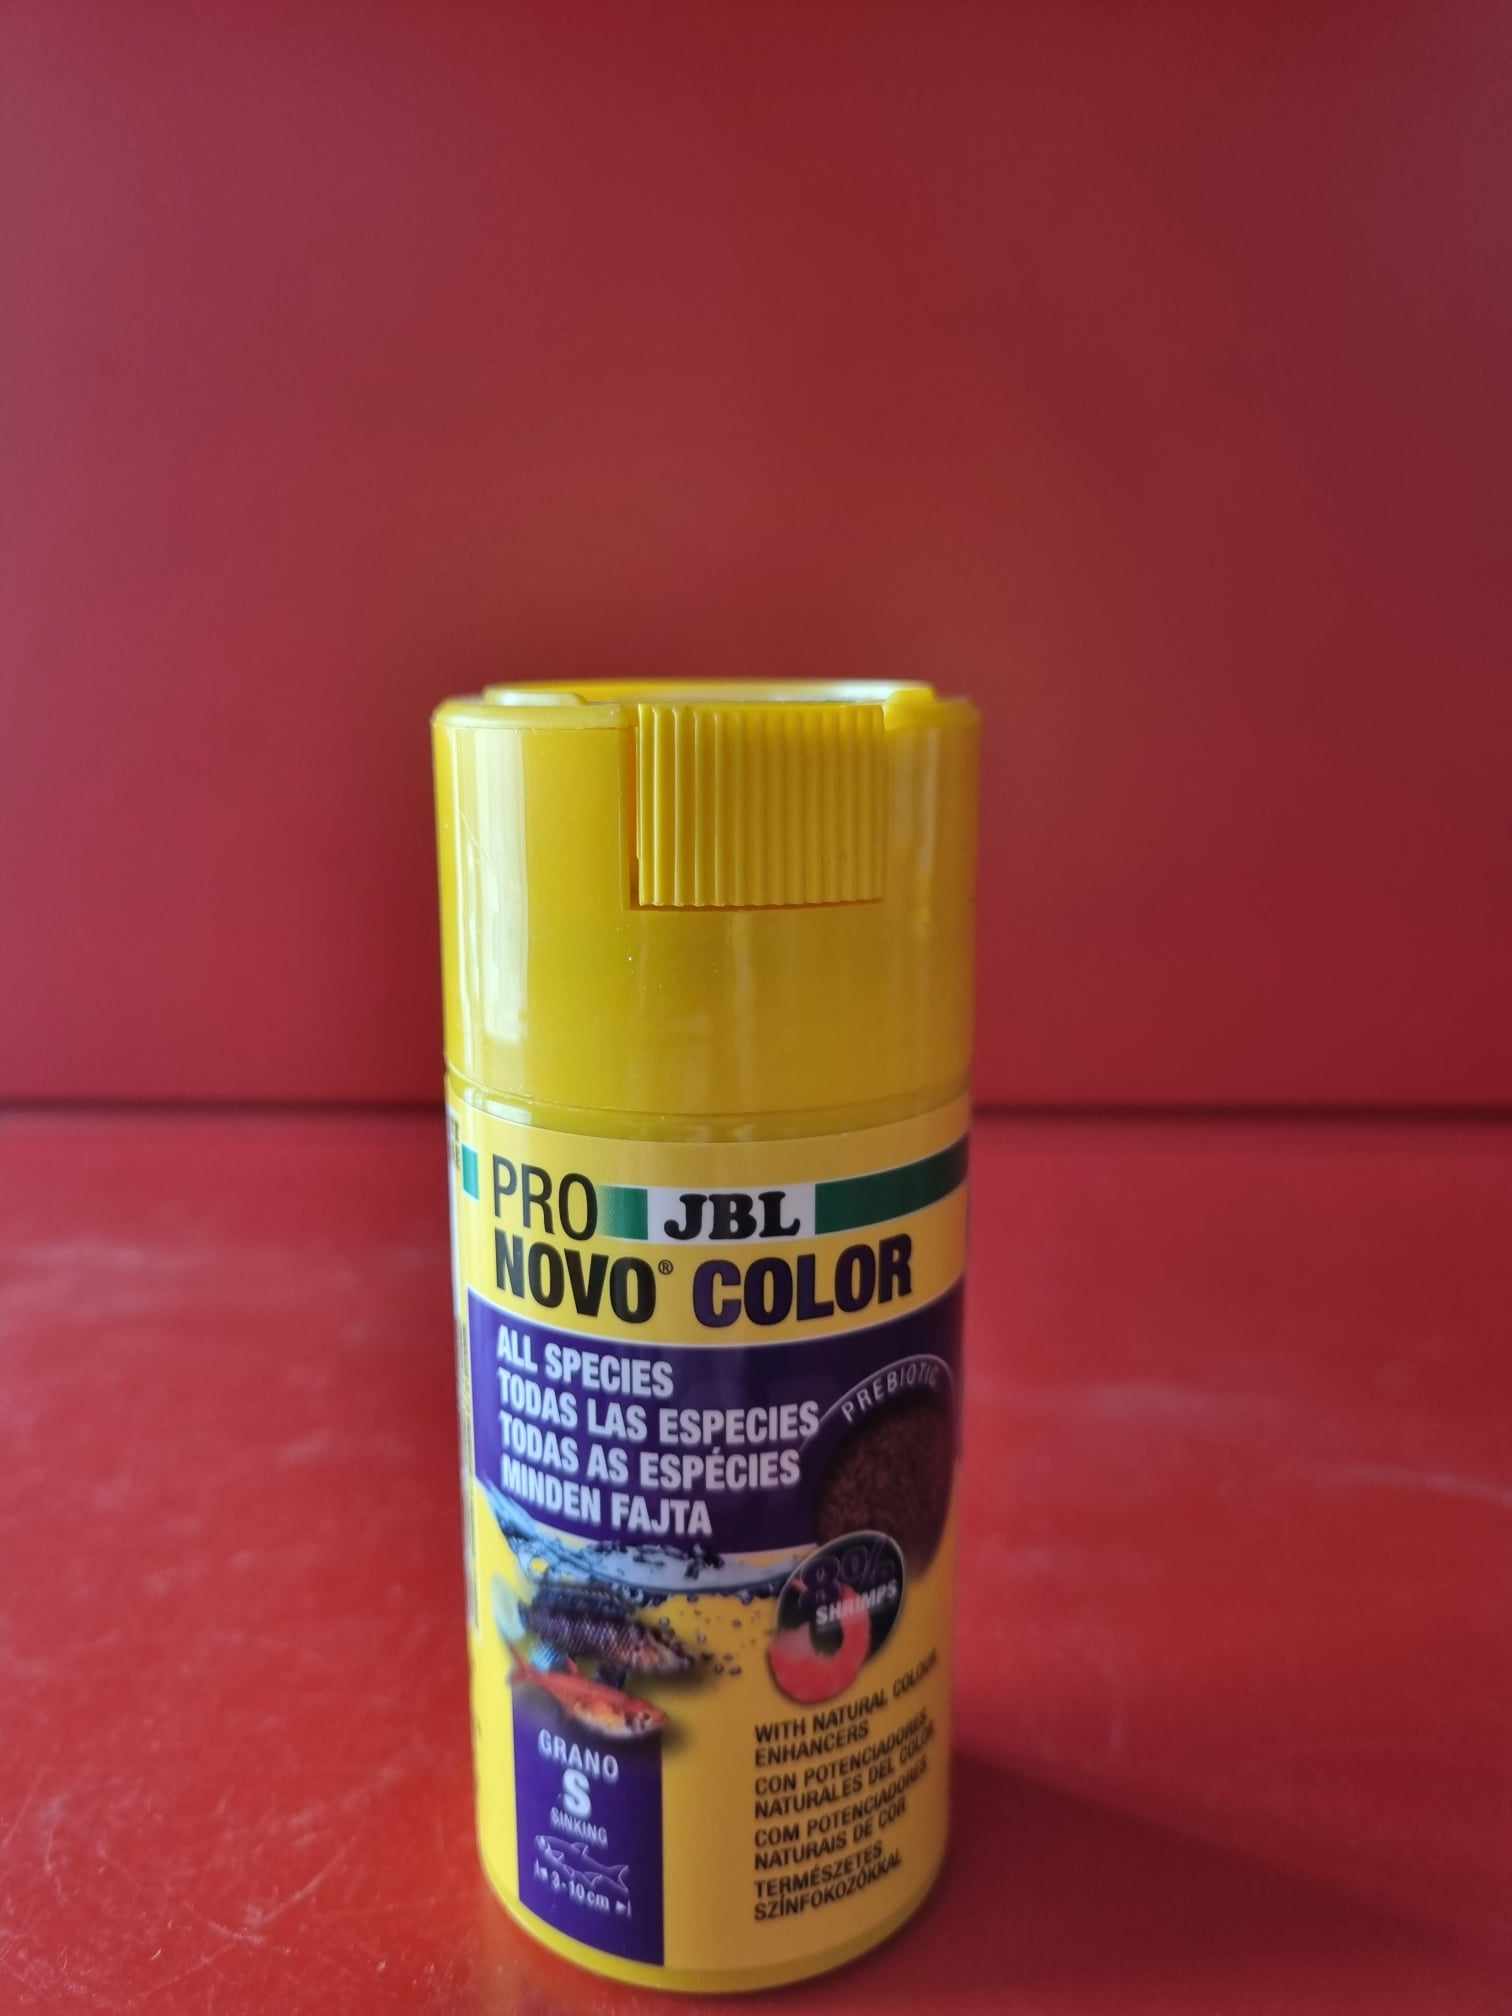 PRO JBL
NOVO® COLOR
ALL SPECIES
TODAS LAS ESPECIES
TODAS AS ESPÉCIES
MINDEN FAJTA
PREBIOTIC
8%
SHRIMPS
GRANO
S
SINKING
3-10 cm
WITH NATURAL COLOUR
ENHANCERS
CON POTENCIADORES
NATURALES DEL COLOR
COM POTENCIADORES
NATURAIS DE COR
TERMÉSZETES
SZÍNFOKOZÓKKAL